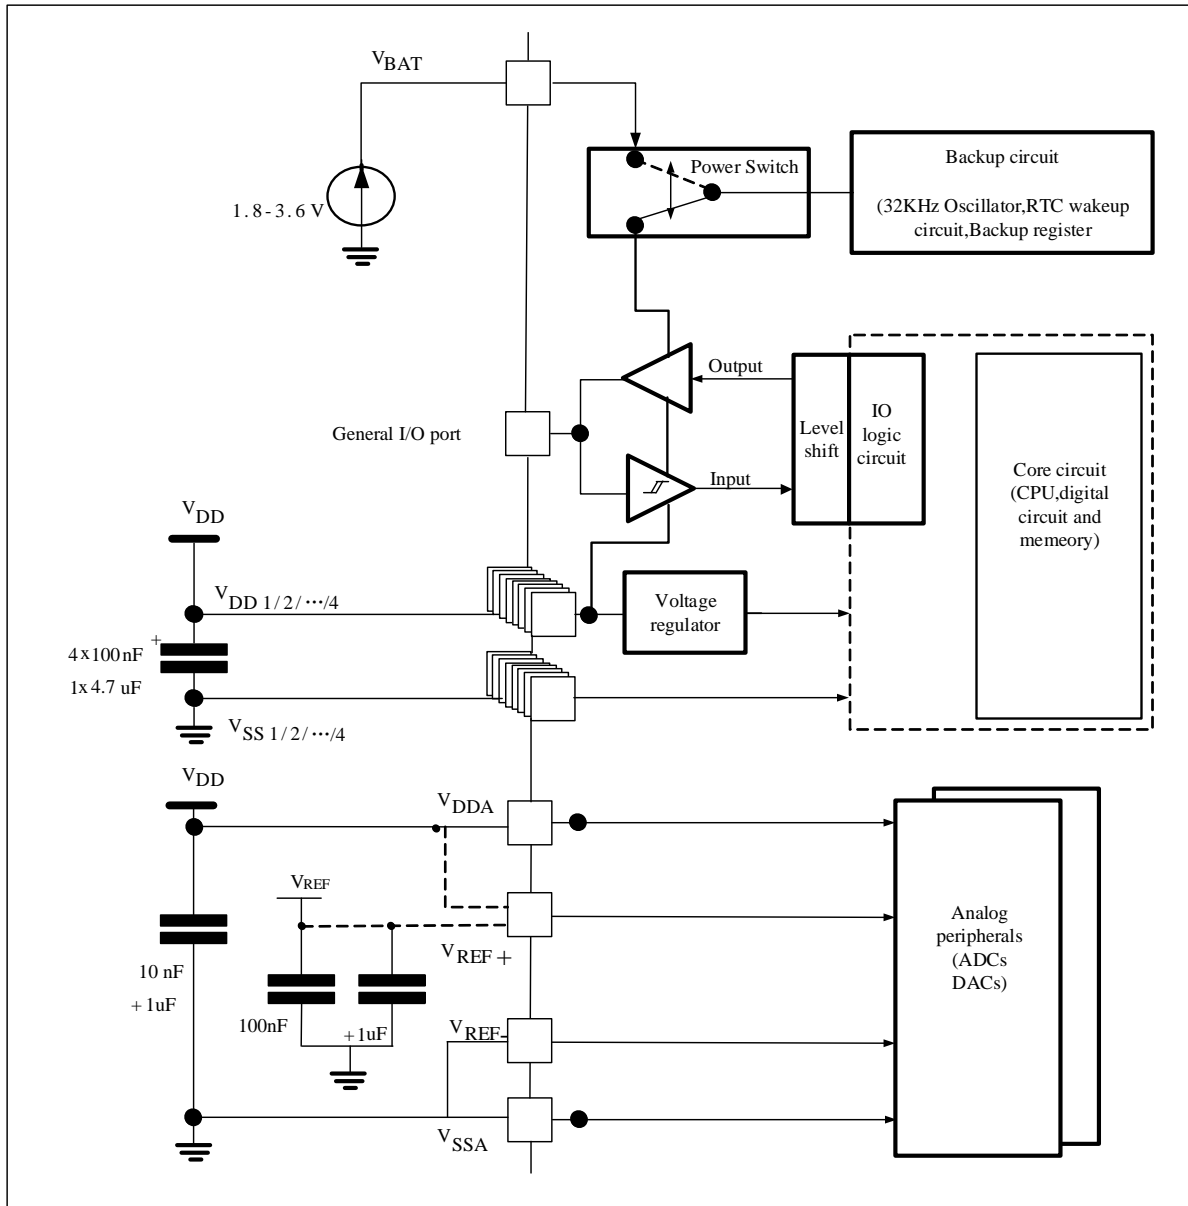 VBAT
1.8-3.6V
Power Switch
Backup circuit
(32KHz Oscillator,RTC wakeup
circuit,Backup register
Output
General I/O port
Level
shift
IO
logic
circuit
Input
Core circuit
(CPU,digital
circuit and
memeory)
VDD
VDD 1/2/…/4
Voltage
regulator
+
4x100nF
1x4.7 uF
VSS 1/2/…/4
VDD
VDDA
VREF
VREF+
10 nF
+1uF
100nF
+1uF
VREF-
VSSA
Analog
peripherals
(ADCs
DACs)